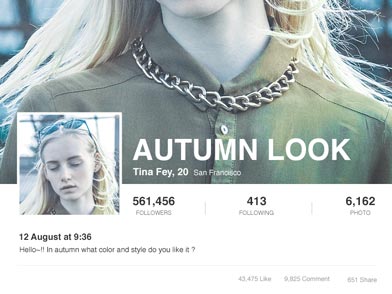 AUTUMN LOOK
Tina Fey, 20 San Francisco
561,456 413 6,162
FOLLOWERS FOLLOWING PHOTO
12 August at 9:36
Hello~!! In autumn what color and style do you like it ?
43,475 Like 9,825 Comment 651 Share